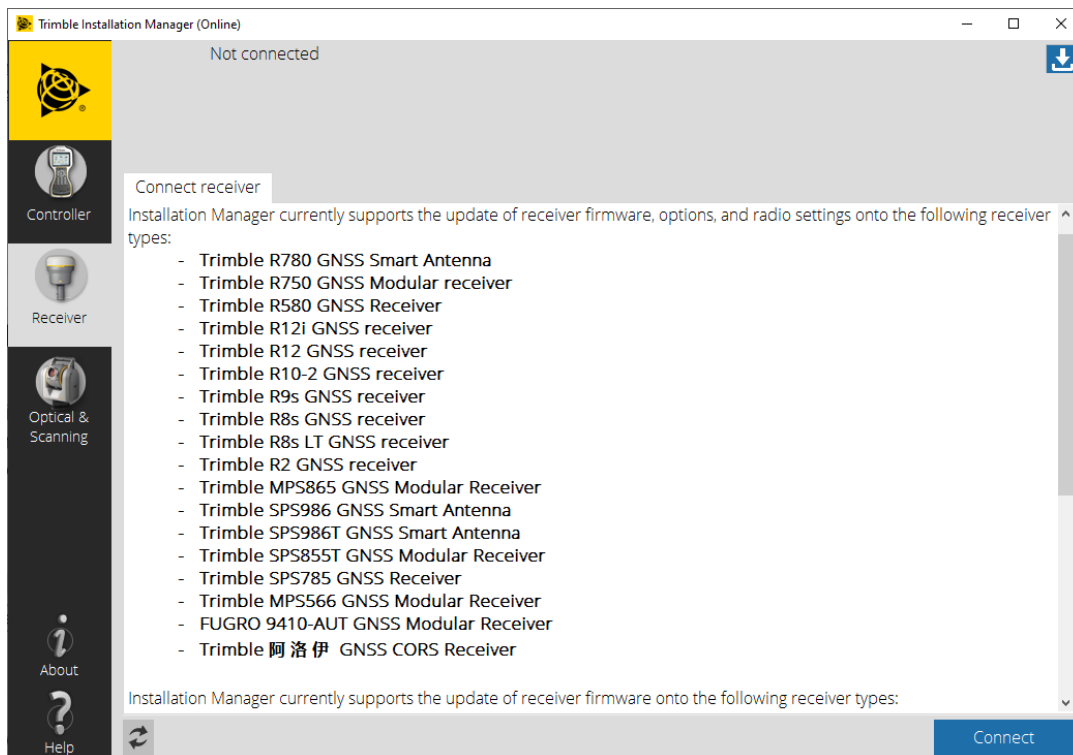 Trimble Installation Manager (Online)
Not connected
Controller
Receiver
Optical &
Scanning
About
Help
Connect receiver
Installation Manager currently supports the update of receiver firmware, options, and radio settings onto the following receiver
types:
- Trimble R780 GNSS Smart Antenna
- Trimble R750 GNSS Modular receiver
- Trimble R580 GNSS Receiver
- Trimble R12i GNSS receiver
- Trimble R12 GNSS receiver
- Trimble R10-2 GNSS receiver
- Trimble R9s GNSS receiver
- Trimble R8s GNSS receiver
- Trimble R8s LT GNSS receiver
- Trimble R2 GNSS receiver
- Trimble MPS865 GNSS Modular Receiver
- Trimble SPS986 GNSS Smart Antenna
- Trimble SPS986T GNSS Smart Antenna
- Trimble SPS855T GNSS Modular Receiver
- Trimble SPS785 GNSS Receiver
- Trimble MPS566 GNSS Modular Receiver
- FUGRO 9410-AUT GNSS Modular Receiver
- Trimble 阿洛伊 GNSS CORS Receiver
Installation Manager currently supports the update of receiver firmware onto the following receiver types:
Connect